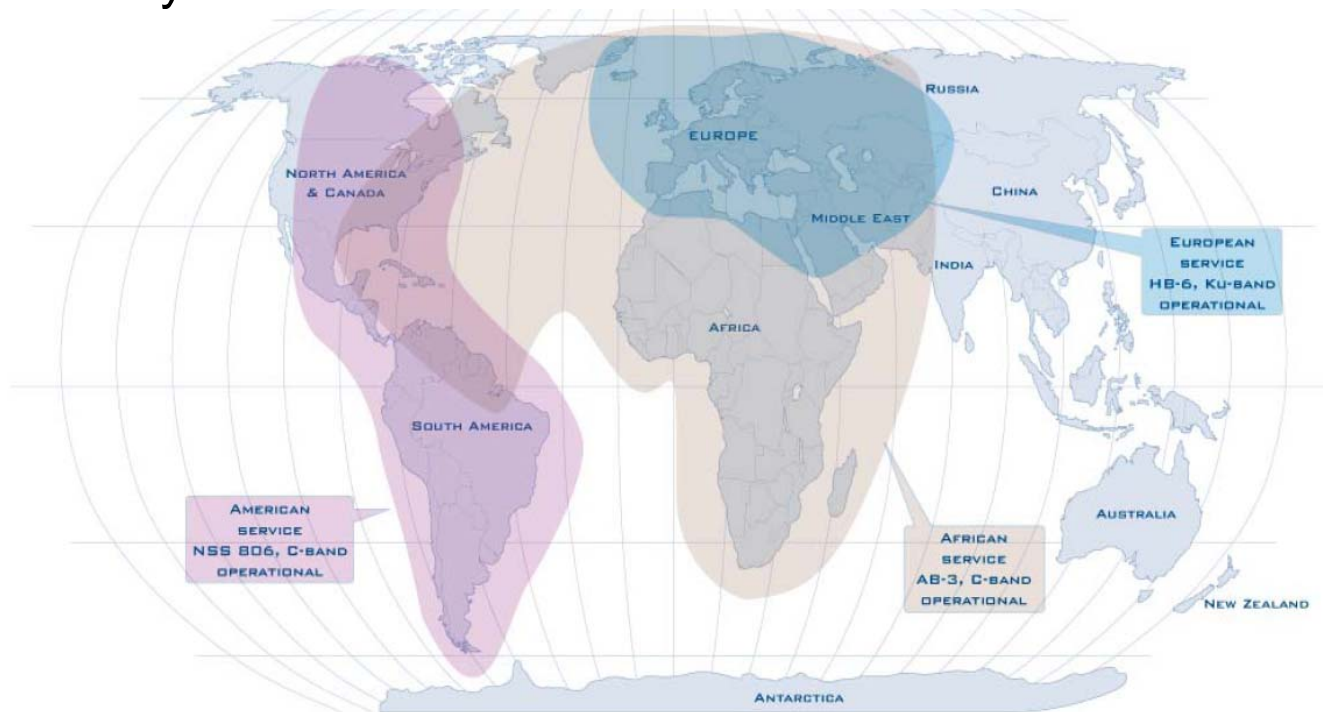 RUSSIA
EUROPE
NORTH AMERICA
& CANADA
CHINA
MIDDLE EAST
EUROPEAN
SERVICE
HB-6, KU-BAND
OPERATIONAL
INDIA
AFRICA
SOUTH AMERICA
AMERICAN
SERVICE
NSS 806, C-BAND
OPERATIONAL
AUSTRALIA
AFRICAN
SERVICE
AB-3, C-BAND
OPERATIONAL
NEW ZEALAND
ANTARCTICA